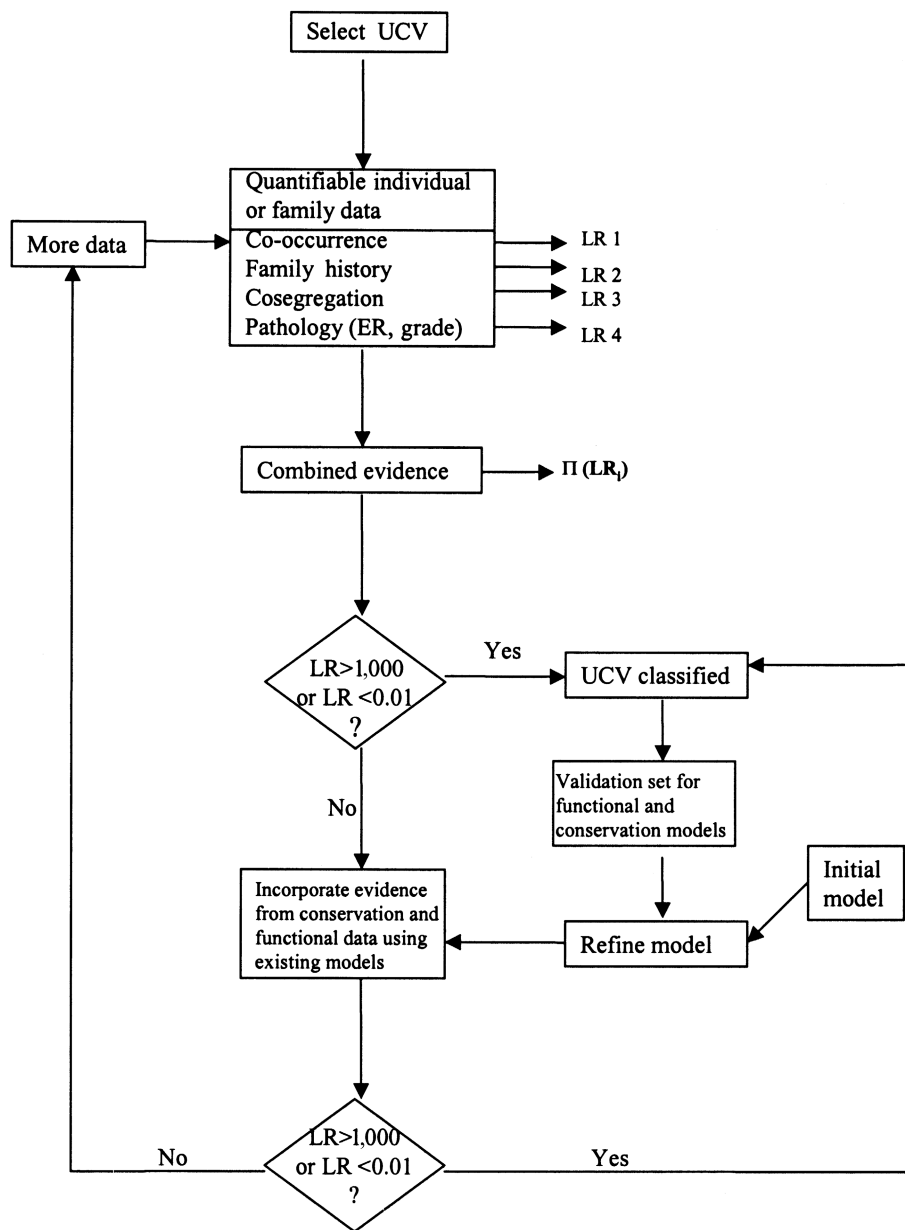 Select UCV
Quantifiable individual
or family data
More data
Co-occurrence
LR 1
Family history
LR 2
Cosegregation
LR 3
Pathology (ER, grade)
LR 4
Combined evidence
Π (LRi)
LR>1,000
or LR <0.01
?
Yes
UCV classified
No
Validation set for
functional and
conservation models
Initial
model
Incorporate evidence
from conservation and
functional data using
existing models
Refine model
LR>1,000
or LR <0.01
?
No
Yes